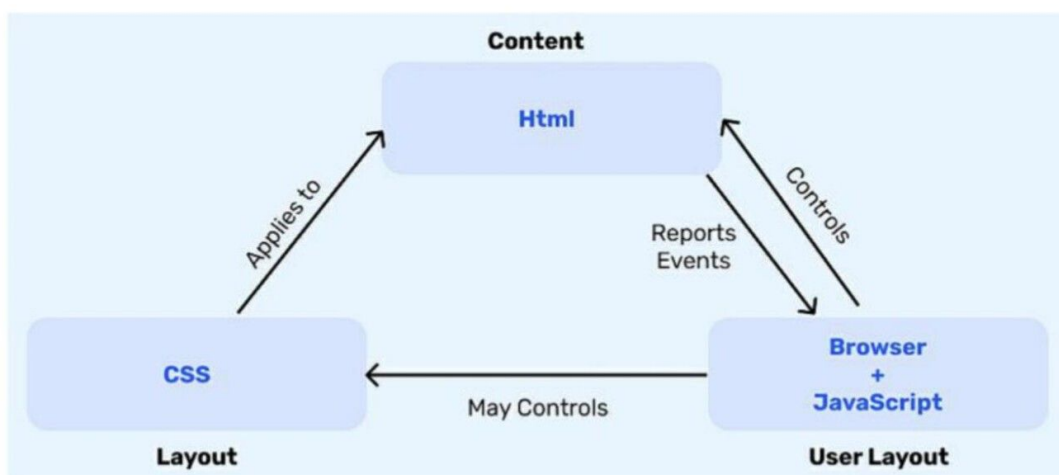 Content
Html
Applies to
Controls
Reports
Events
CSS
May Controls
Browser
+
JavaScript
Layout
User Layout